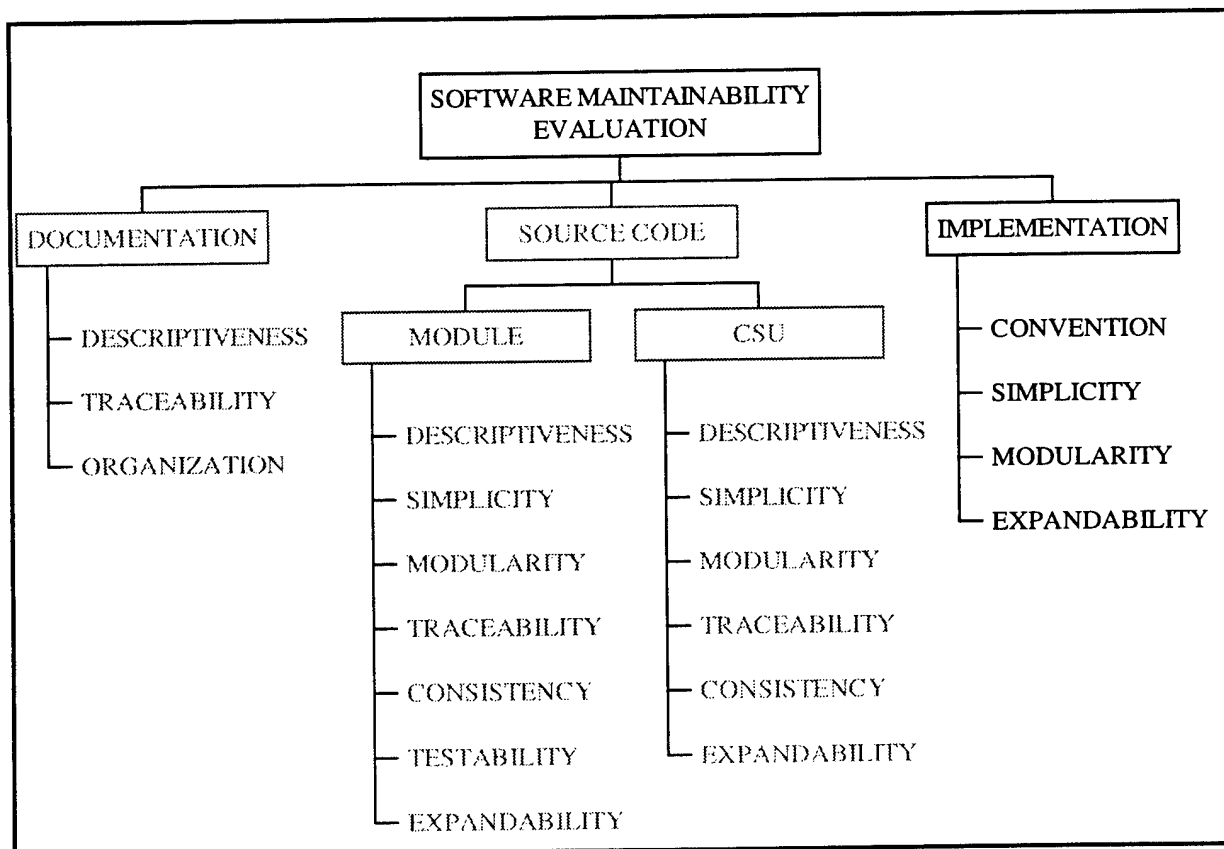 SOFTWARE MAINTAINABILITY
EVALUATION
DOCUMENTATION
DESCRIPTIVENESS
TRACEABILITY
ORGANIZATION
SOURCE CODE
MODULE
DESCRIPTIVENESS
SIMPLICITY
MODULARITY
TRACEABILITY
CONSISTENCY
TESTABILITY
EXPANDABILITY
CSU
DESCRIPTIVENESS
SIMPLICITY
MODULARITY
TRACEABILITY
CONSISTENCY
EXPANDABILITY
IMPLEMENTATION
CONVENTION
SIMPLICITY
MODULARITY
EXPANDABILITY